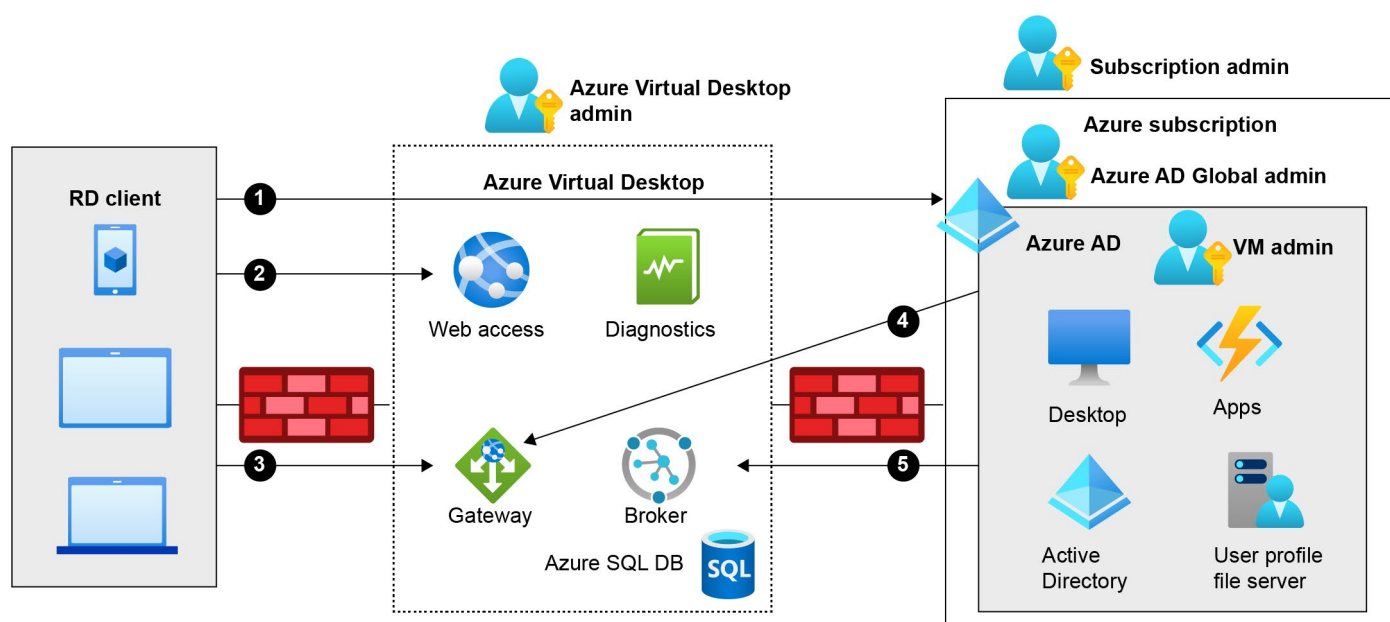 Subscription admin
Azure Virtual Desktop
admin
Azure subscription
Azure AD Global admin
RD client
1
Azure Virtual Desktop
Azure AD
VM admin
2
Web access
Diagnostics
4
Desktop
Apps
3
5
Gateway
Broker
Azure SQL DB
SQL
Active
Directory
User profile
file server